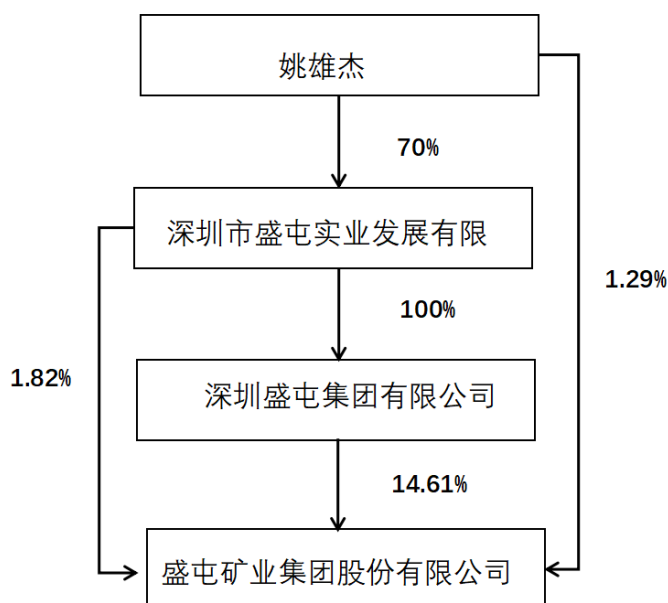 姚雄杰
70%
深圳市盛屯实业发展有限
1.29%
100%
1.82%
深圳盛屯集团有限公司
14.61%
盛屯矿业集团股份有限公司